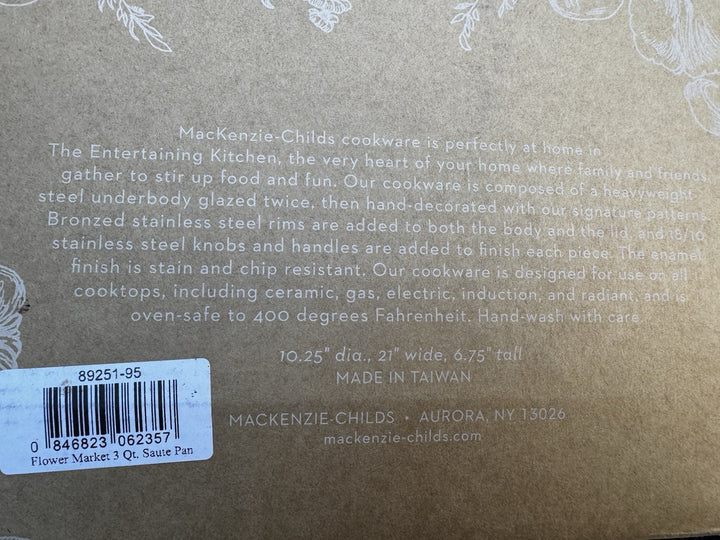 MacKenzie-Childs cookware is perfectly at home in
The Entertaining Kitchen, the very heart of your home where family and friends
gather to stir up food and fun. Our cookware is composed of a heavyweight
steel underbody glazed twice, then hand-decorated with our signature patterns.
Bronzed stainless steel rims are added to both the body and the lid, and 18/10
stainless steel knobs and handles are added to finish each piece. The enamel
finish is stain and chip resistant. Our cookware is designed for use on all
cooktops, including ceramic, gas, electric, induction, and radiant, and is
oven-safe to 400 degrees Fahrenheit. Hand-wash with care.
10.25" dia., 21" wide, 6.75" tall
MADE IN TAIWAN
MACKENZIE-CHILDS • AURORA, NY 13026
mackenzie-childs.com
89251-95
0 846823 062357
Flower Market 3 Qt. Saute Pan